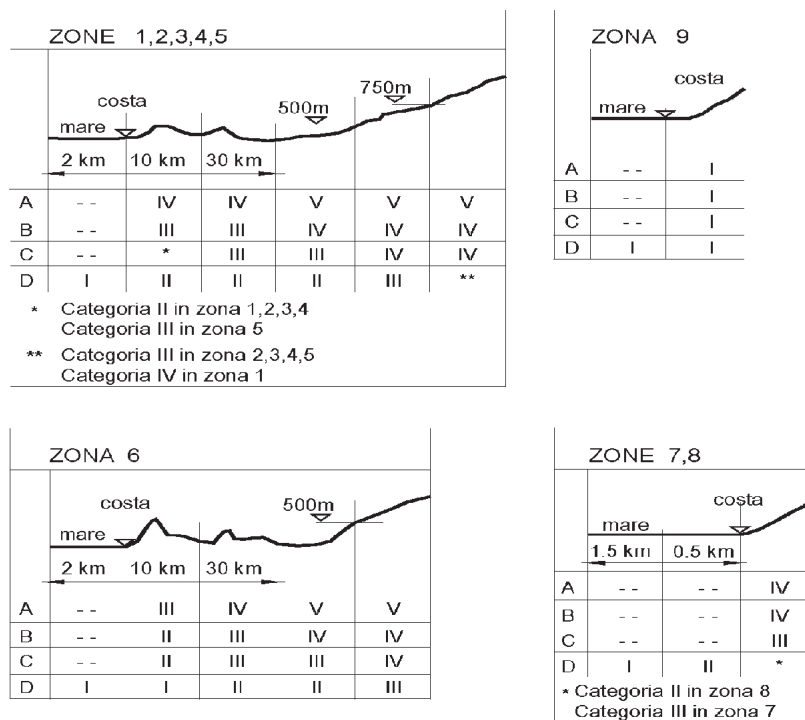 ZONE 1,2,3,4,5
costa
mare
500m
750m
2 km 10 km 30 km
A -- IV IV V V V
B -- III III IV IV IV
C -- * III III IV IV
D I II II II III **
* Categoria II in zona 1,2,3,4
Categoria III in zona 5
** Categoria III in zona 2,3,4,5
Categoria IV in zona 1
ZONA 9
costa
mare
A -- I
B -- I
C -- I
D I I
ZONA 6
costa
mare
500m
2 km 10 km 30 km
A -- III IV V V
B -- II III IV IV
C -- II III III IV
D I I II II III
ZONE 7,8
costa
mare
1.5 km 0.5 km
A -- -- IV
B -- -- IV
C -- -- III
D I II *
* Categoria II in zona 8
Categoria III in zona 7